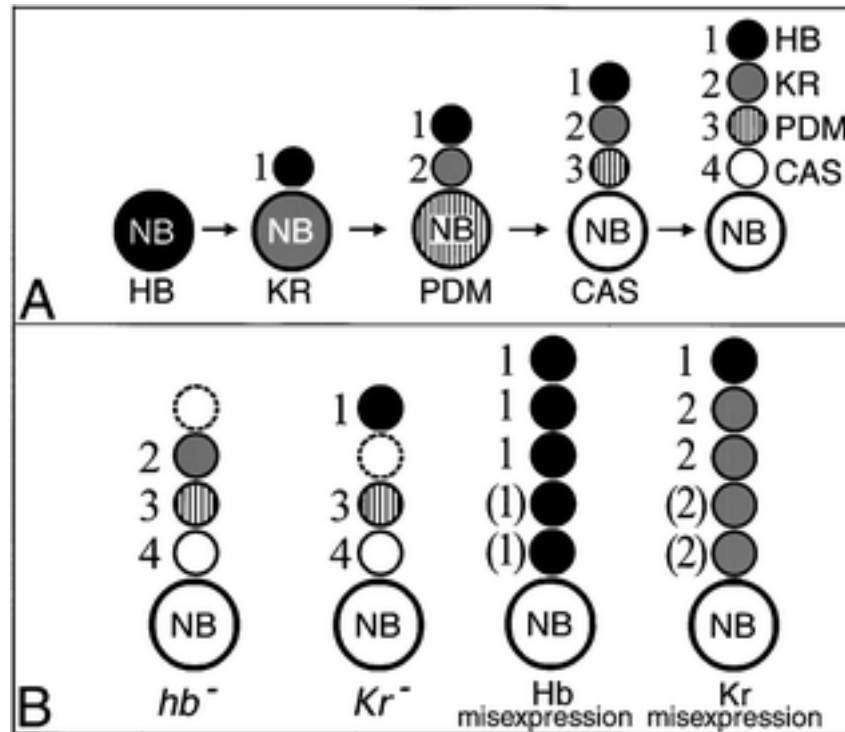 1 HB
1 2 KR
1 2 3 PDM
1 2 3 4 CAS
NB NB NB NB NB
HB KR PDM CAS
A
1 1 1
2 1 2
1 2
3 3 (1) (2)
4 4 (1) (2)
NB NB NB NB
hb - Kr - Hb misexpression Kr misexpression
B